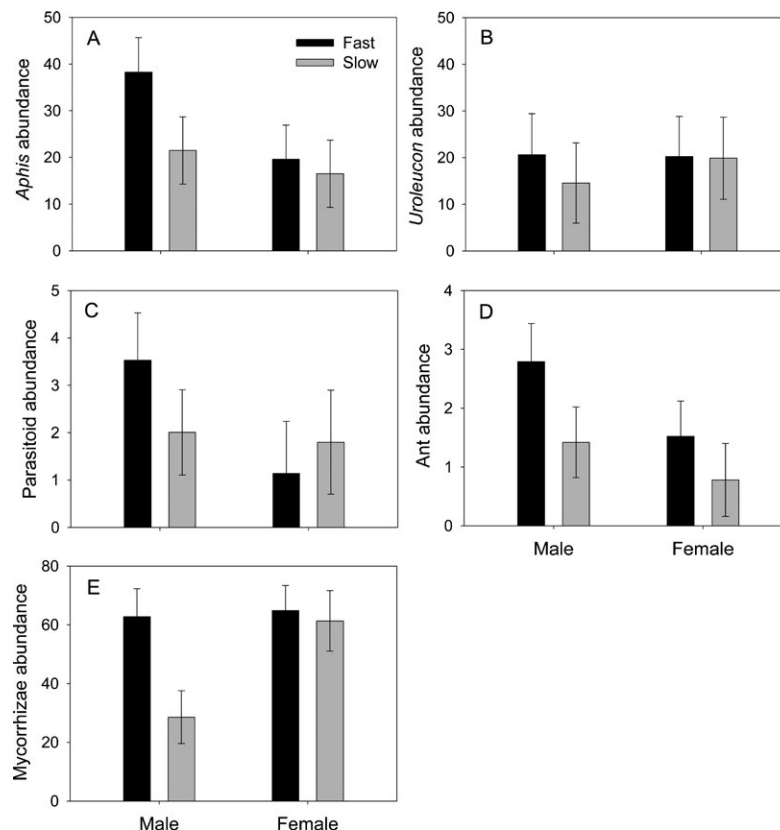 A
Fast
Slow
Aphis abundance
50
40
30
20
10
0
B
Uroleucon abundance
50
40
30
20
10
0
C
Parasitoid abundance
5
4
3
2
1
0
D
Ant abundance
4
3
2
1
0
Male Female
E
Mycorrhizae abundance
80
60
40
20
0
Male Female